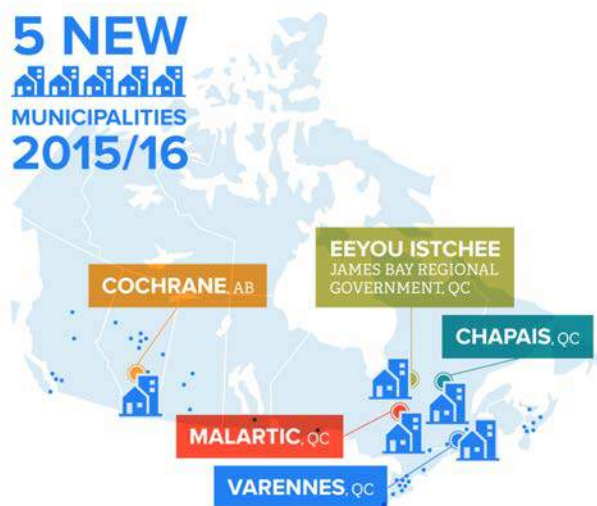 5 NEW
MUNICIPALITIES
2015/16
EEYOU ISTCHEE
JAMES BAY REGIONAL
GOVERNMENT, QC
COCHRANE, AB
CHAPAIS, QC
MALARTIC, QC
VARENNES, QC